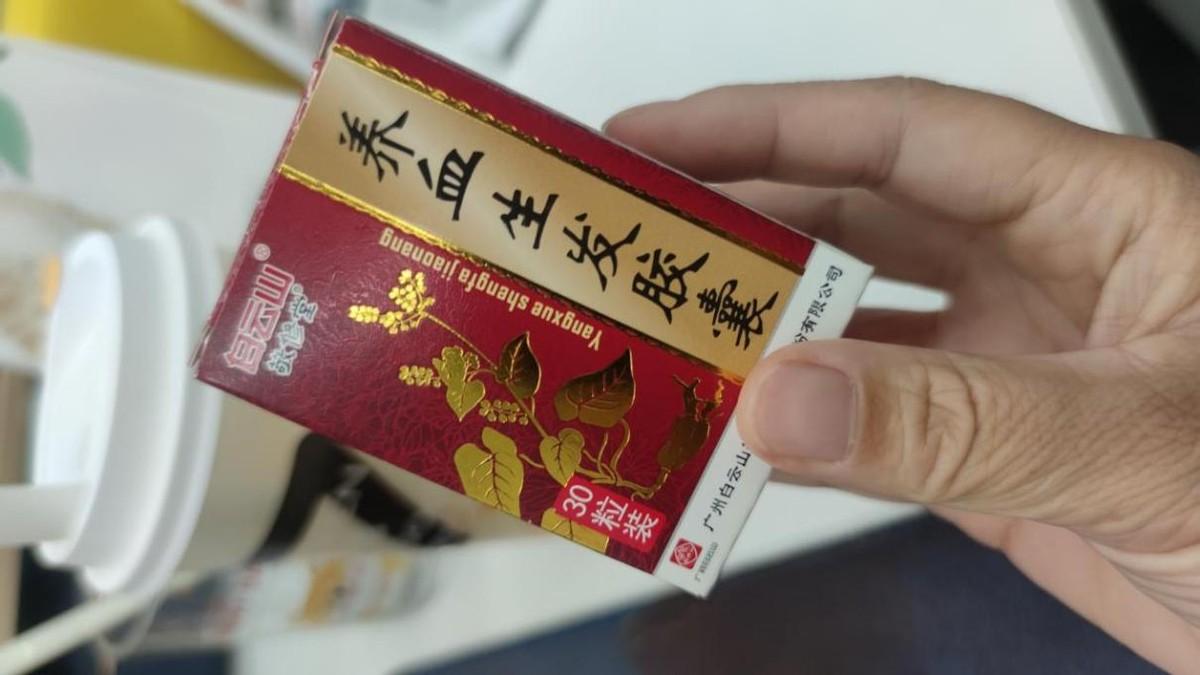 养血生发胶囊
Yangxue shengfa jiaonang
白云山®
敬修堂®
30粒装
广州白云山
份有限公司